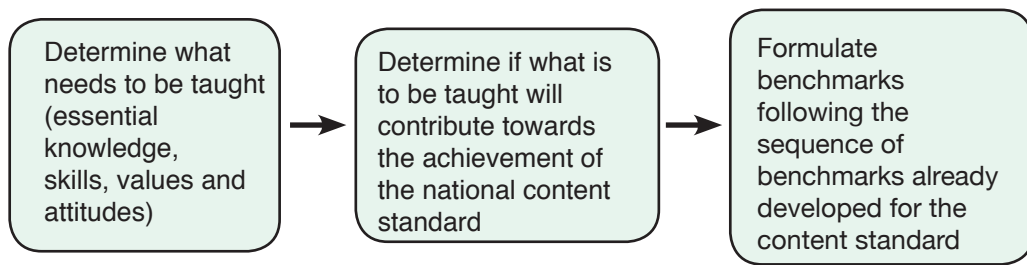 Determine what
needs to be taught
(essential
knowledge,
skills, values and
attitudes)
Determine if what is
to be taught will
contribute towards
the achievement of
the national content
standard
Formulate
benchmarks
following the
sequence of
benchmarks already
developed for the
content standard